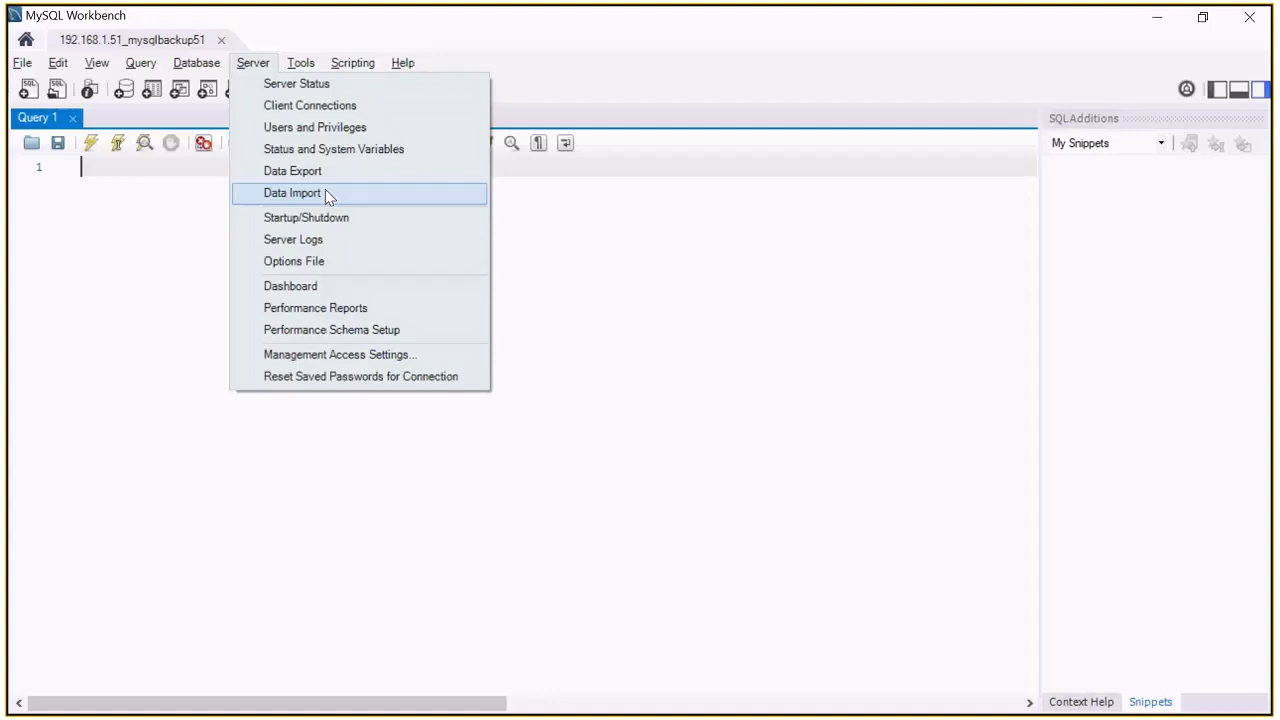 MySQL Workbench
192.168.1.51_mysqlbackup51
File Edit View Query Database Server Tools Scripting Help
Server Status
Client Connections
Users and Privileges
Status and System Variables
Data Export
Data Import
Startup/Shutdown
Server Logs
Options File
Dashboard
Performance Reports
Performance Schema Setup
Management Access Settings...
Reset Saved Passwords for Connection
SQL SQL
Query 1
1
SQLAdditions
My Snippets
Context Help Snippets